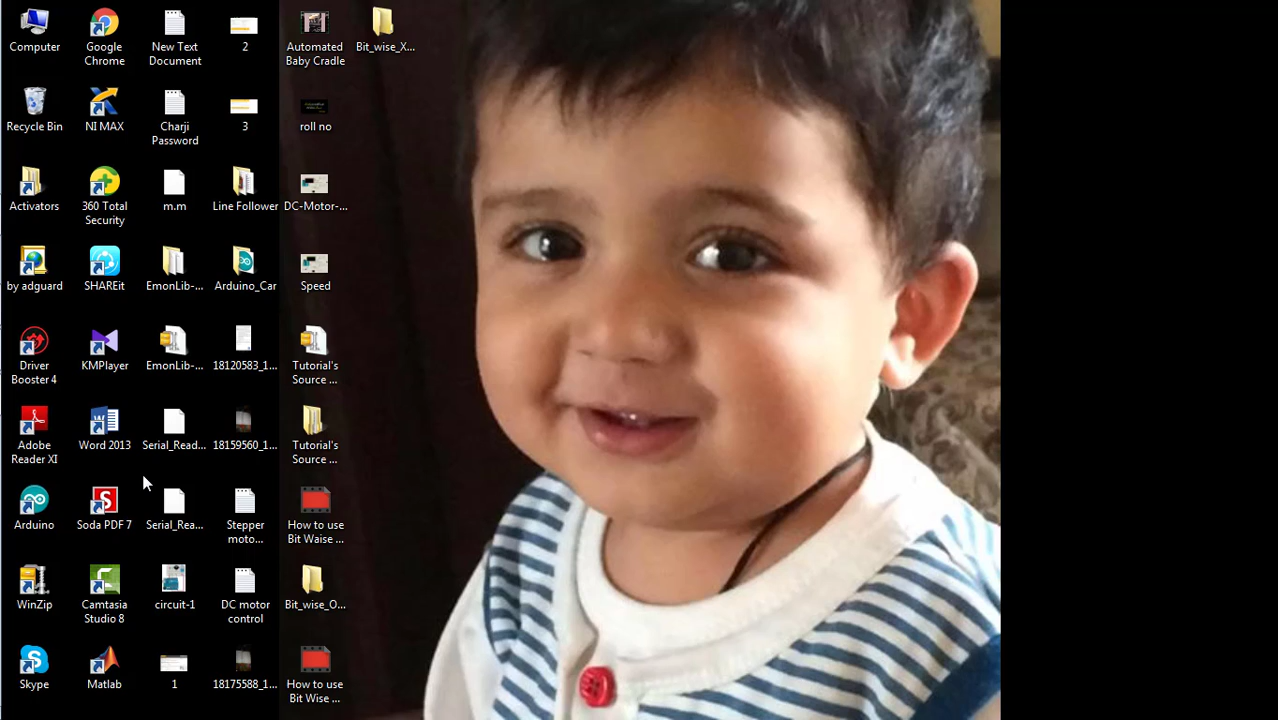 Computer
Google
Chrome
New Text
Document
2
Automated
Baby Cradle
Bit_wise_X...
Recycle Bin
NI MAX
Charji
Password
3
roll no
Activators
360 Total
Security
m.m
Line Follower
DC-Motor-...
by adguard
SHAREit
EmonLib-...
Arduino_Car
Speed
Driver
Booster 4
KMPlayer
EmonLib-...
18120583_1...
Tutorial's
Source ...
Adobe
Reader XI
Word 2013
Serial_Read...
18159560_1...
Tutorial's
Source ...
Arduino
Soda PDF 7
Serial_Rea...
Stepper
moto...
How to use
Bit Waise ...
WinZip
Camtasia
Studio 8
circuit-1
DC motor
control
Bit_wise_O...
Skype
Matlab
1
18175588_1...
How to use
Bit Wise ...